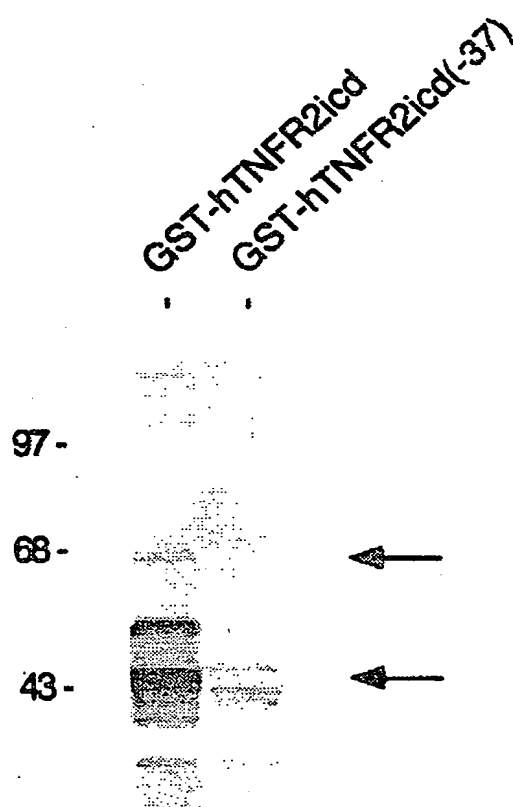 GST-hTNFR2icd
GST-hTNFR2icd(-37)
97 -
68 -
43 -